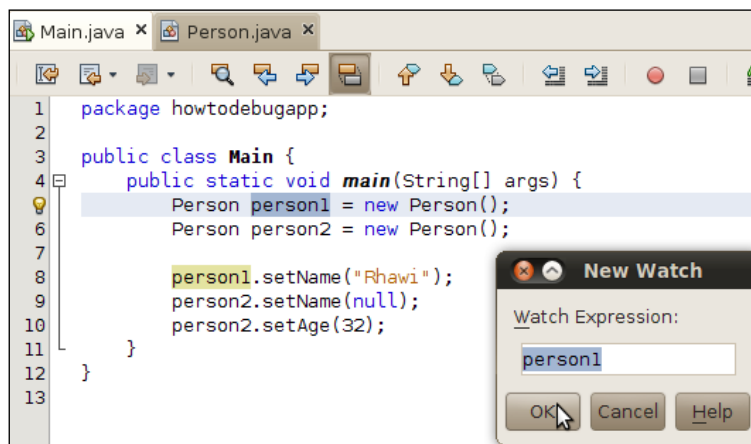 Main.java × Person.java ×
1 package howtodebugapp;
2
3 public class Main {
4 public static void main(String[] args) {
Person person1 = new Person();
6 Person person2 = new Person();
7
8 person1.setName("Rhawi");
9 person2.setName(null);
10 person2.setAge(32);
11 }
12 }
13
New Watch
Watch Expression:
person1
OK Cancel Help